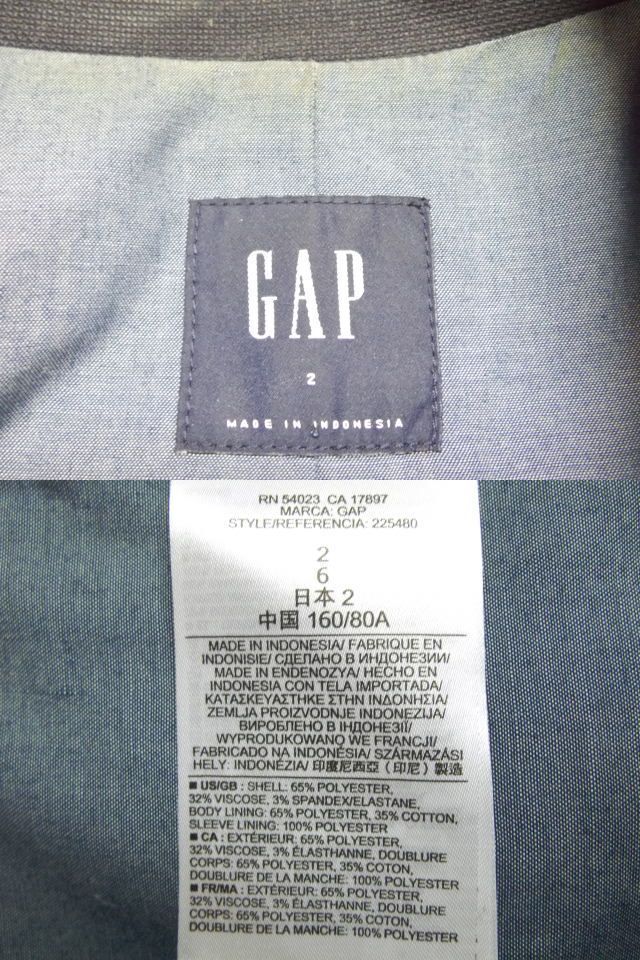 GAP
2
MADE IN INDONESIA
RN 54023 CA 17897
MARCA: GAP
STYLE/REFERENCIA: 225480
2
6
日本 2
中国 160/80A
MADE IN INDONESIA/ FABRIQUE EN
INDONISIE/ СДЕЛАНО В ИНДОНЕЗИИ/
MADE IN ENDENOZYA/ HECHO EN
INDONESIA CON TELA IMPORTADA/
ΚΑΤΑΣΚΕΥΑΣΤΗΚΕ ΣΤΗΝ ΙΝΔΟΝΗΣΙΑ/
ZEMLJA PROIZVODNJE INDONEZIJA/
ВИРОБЛЕНО В ІНДОНЕЗІЇ/
WYPRODUKOWANO WE FRANCJI/
FABRICADO NA INDONÉSIA/ SZÁRMAZÁSI
HELY: INDONÉZIA/ 印度尼西亞 (印尼) 製造
■ US/GB : SHELL: 65% POLYESTER,
32% VISCOSE, 3% SPANDEX/ELASTANE,
BODY LINING: 65% POLYESTER, 35% COTTON,
SLEEVE LINING: 100% POLYESTER
■ CA : EXTÉRIEUR: 65% POLYESTER,
32% VISCOSE, 3% ÉLASTHANNE, DOUBLURE
CORPS: 65% POLYESTER, 35% COTON,
DOUBLURE DE LA MANCHE: 100% POLYESTER
■ FR/MA : EXTÉRIEUR: 65% POLYESTER,
32% VISCOSE, 3% ÉLASTHANNE, DOUBLURE
CORPS: 65% POLYESTER, 35% COTON,
DOUBLURE DE LA MANCHE: 100% POLYESTER